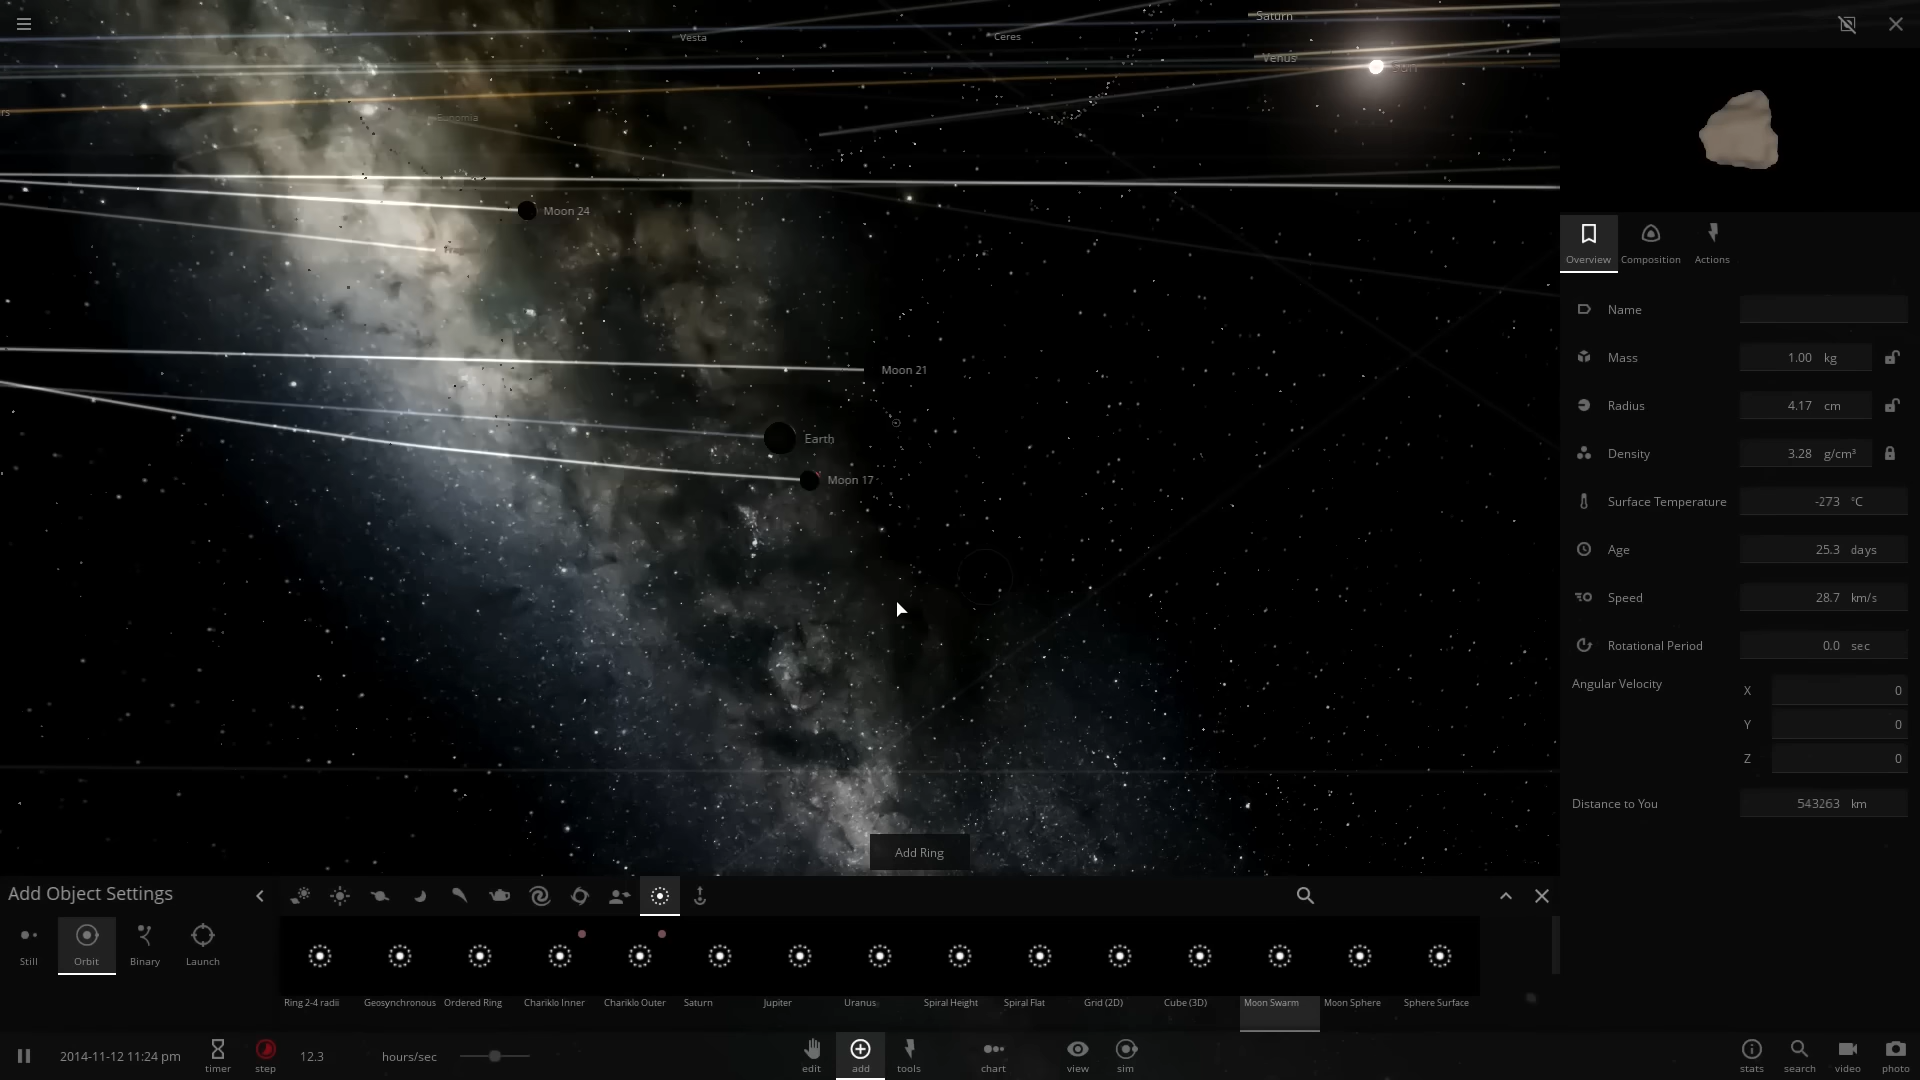 Saturn
Vesta
Ceres
Venus
Sun
Eunomia
Moon 24
Moon 21
Earth
Moon 17
Overview
Composition
Actions
Name
Mass 1.00 kg
Radius 4.17 cm
Density 3.28 g/cm³
Surface Temperature -273 °C
Age 25.3 days
Speed 28.7 km/s
Rotational Period 0.0 sec
Angular Velocity X 0
Y 0
Z 0
Distance to You 543263 km
Add Ring
Add Object Settings
Still Orbit Binary Launch
Ring 2-4 radii Geosynchronous Ordered Ring Chariklo Inner Chariklo Outer Saturn Jupiter Uranus Spiral Height Spiral Flat Grid (2D) Cube (3D) Moon Swarm Moon Sphere Sphere Surface
2014-11-12 11:24 pm timer step 12.3 hours/sec edit add tools chart view sim stats search video photo